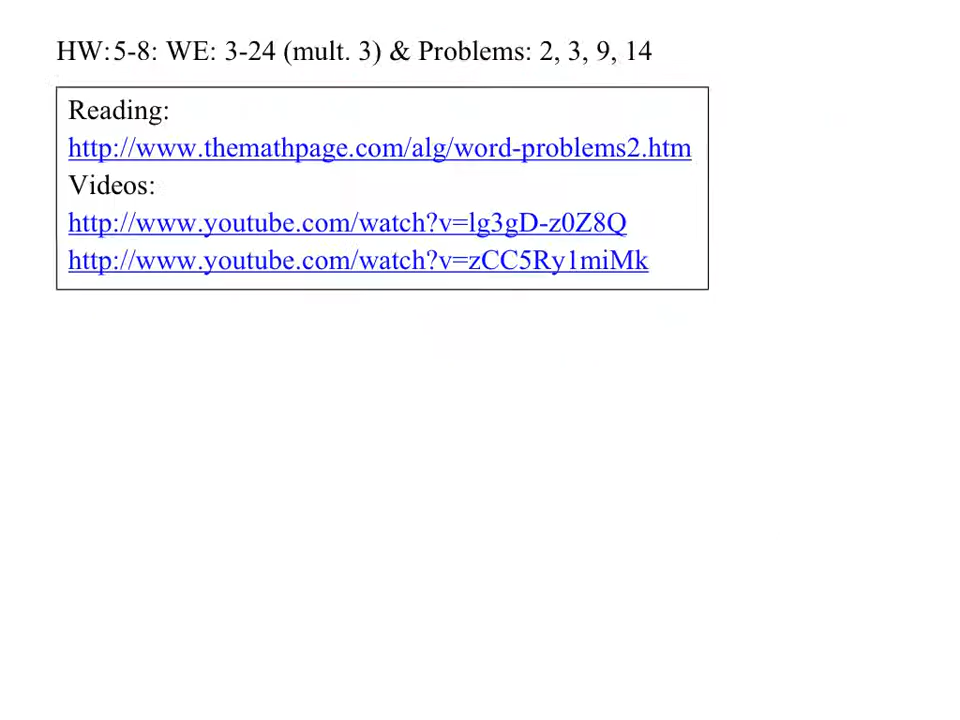 HW: 5-8: WE: 3-24 (mult. 3) & Problems: 2, 3, 9, 14
Reading:
http://www.themathpage.com/alg/word-problems2.htm
Videos:
http://www.youtube.com/watch?v=lg3gD-z0Z8Q
http://www.youtube.com/watch?v=zCC5Ry1miMk